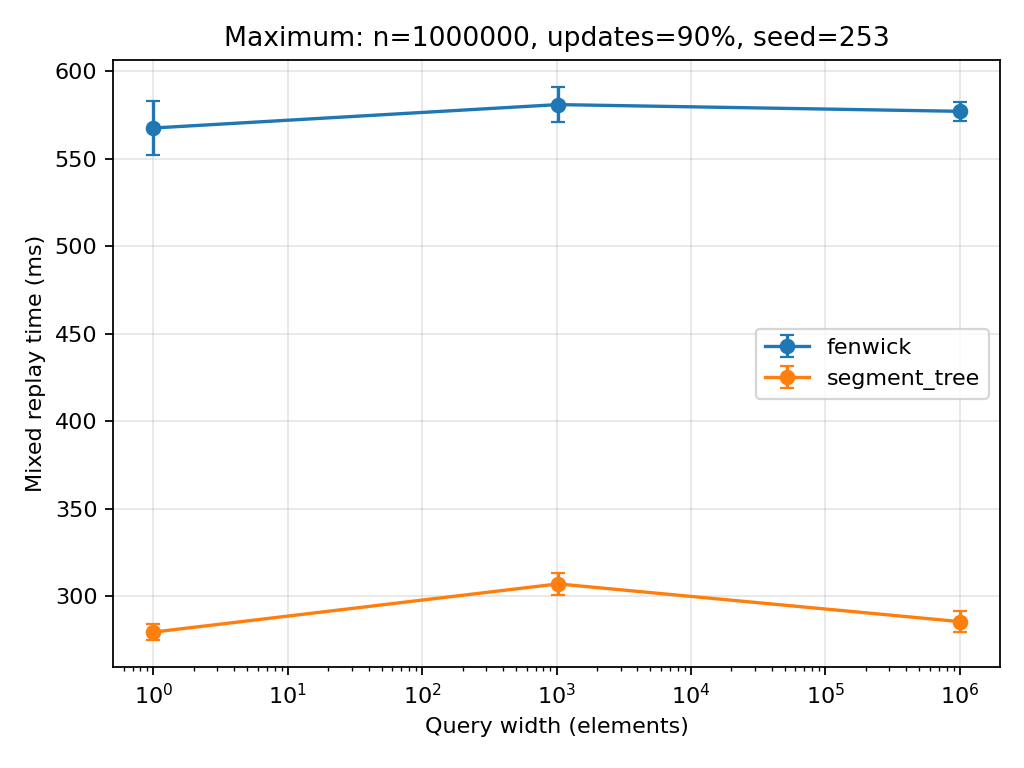 Maximum: n=1000000, updates=90%, seed=253
Mixed replay time (ms)
600
550
500
450
400
350
300
fenwick
segment_tree
10⁰ 10¹ 10² 10³ 10⁴ 10⁵ 10⁶
Query width (elements)